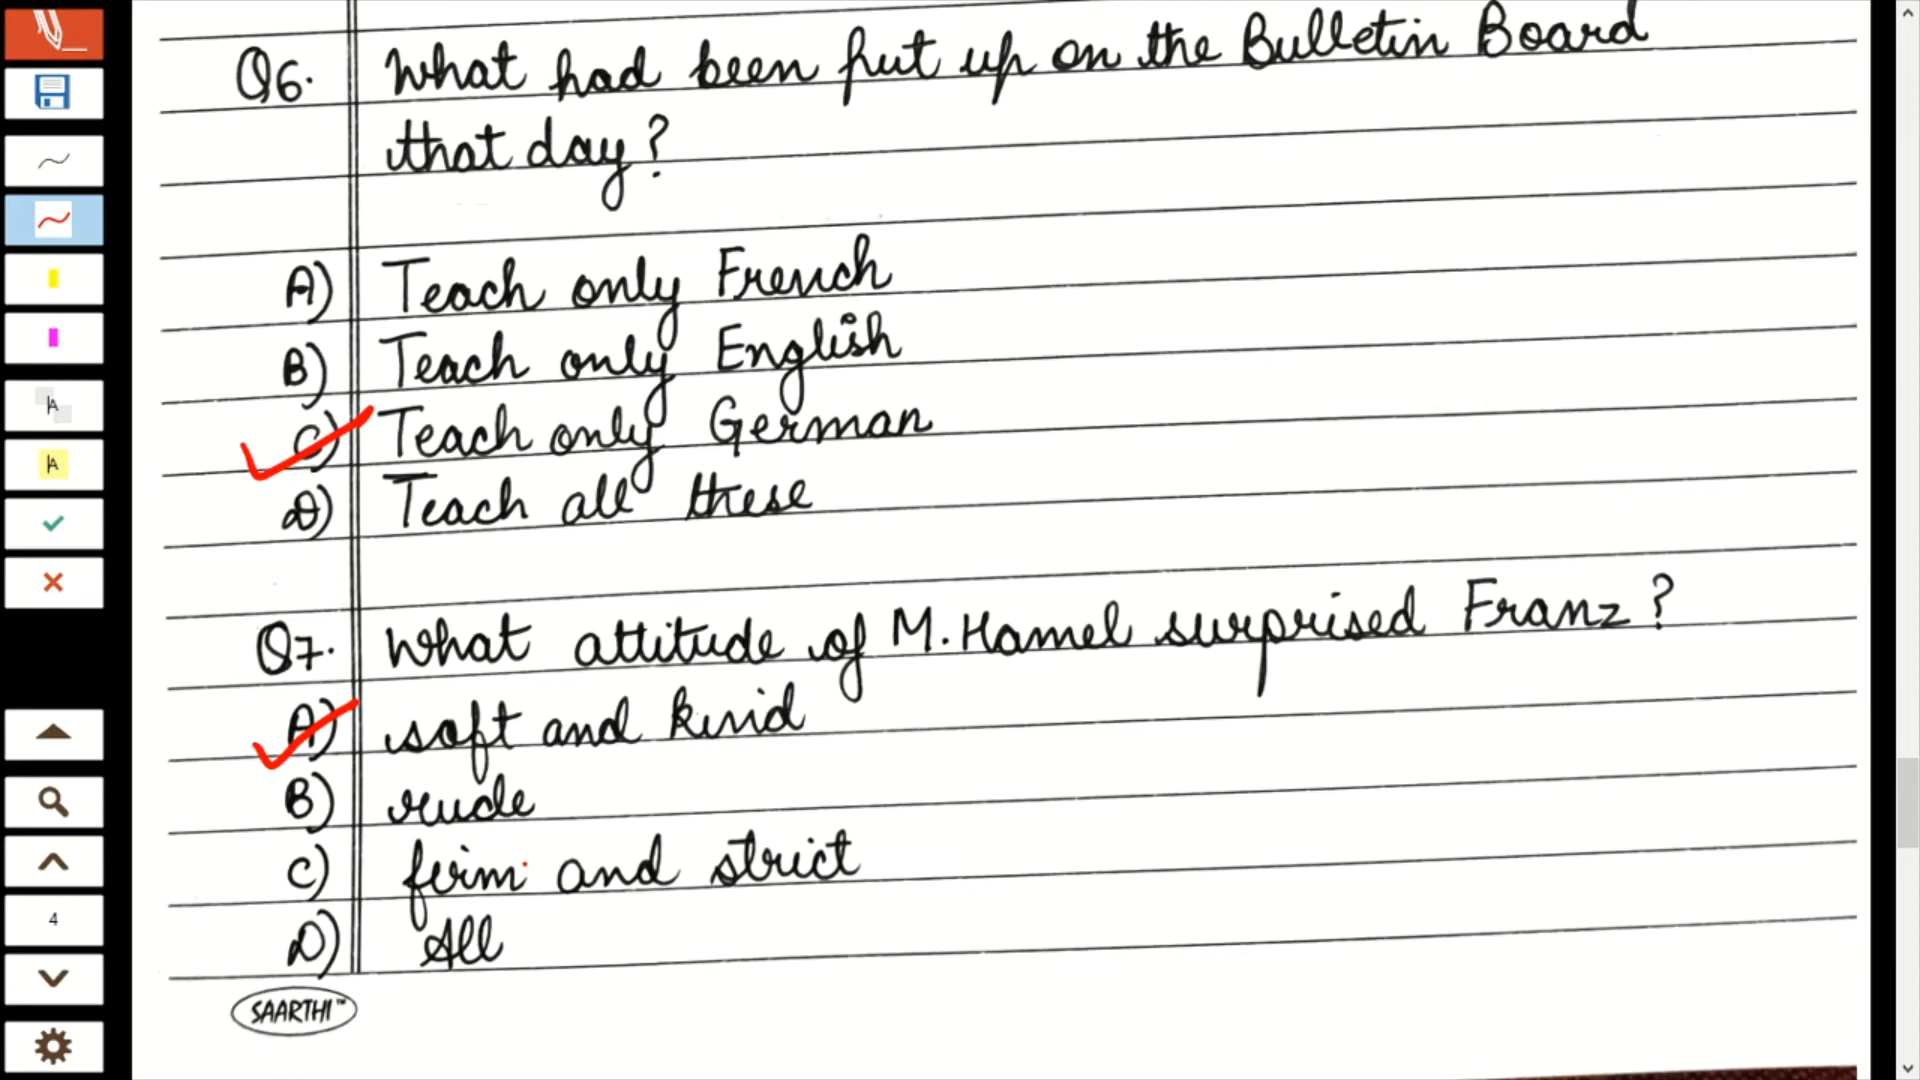 Q6. What had been put up on the Bulletin Board
that day?
A) Teach only French
B) Teach only English
C) Teach only German
D) Teach all these
Q7. What attitude of M. Hamel surprised Franz?
A) soft and kind
B) rude
C) firm and strict
D) All
4
SAARTHI™